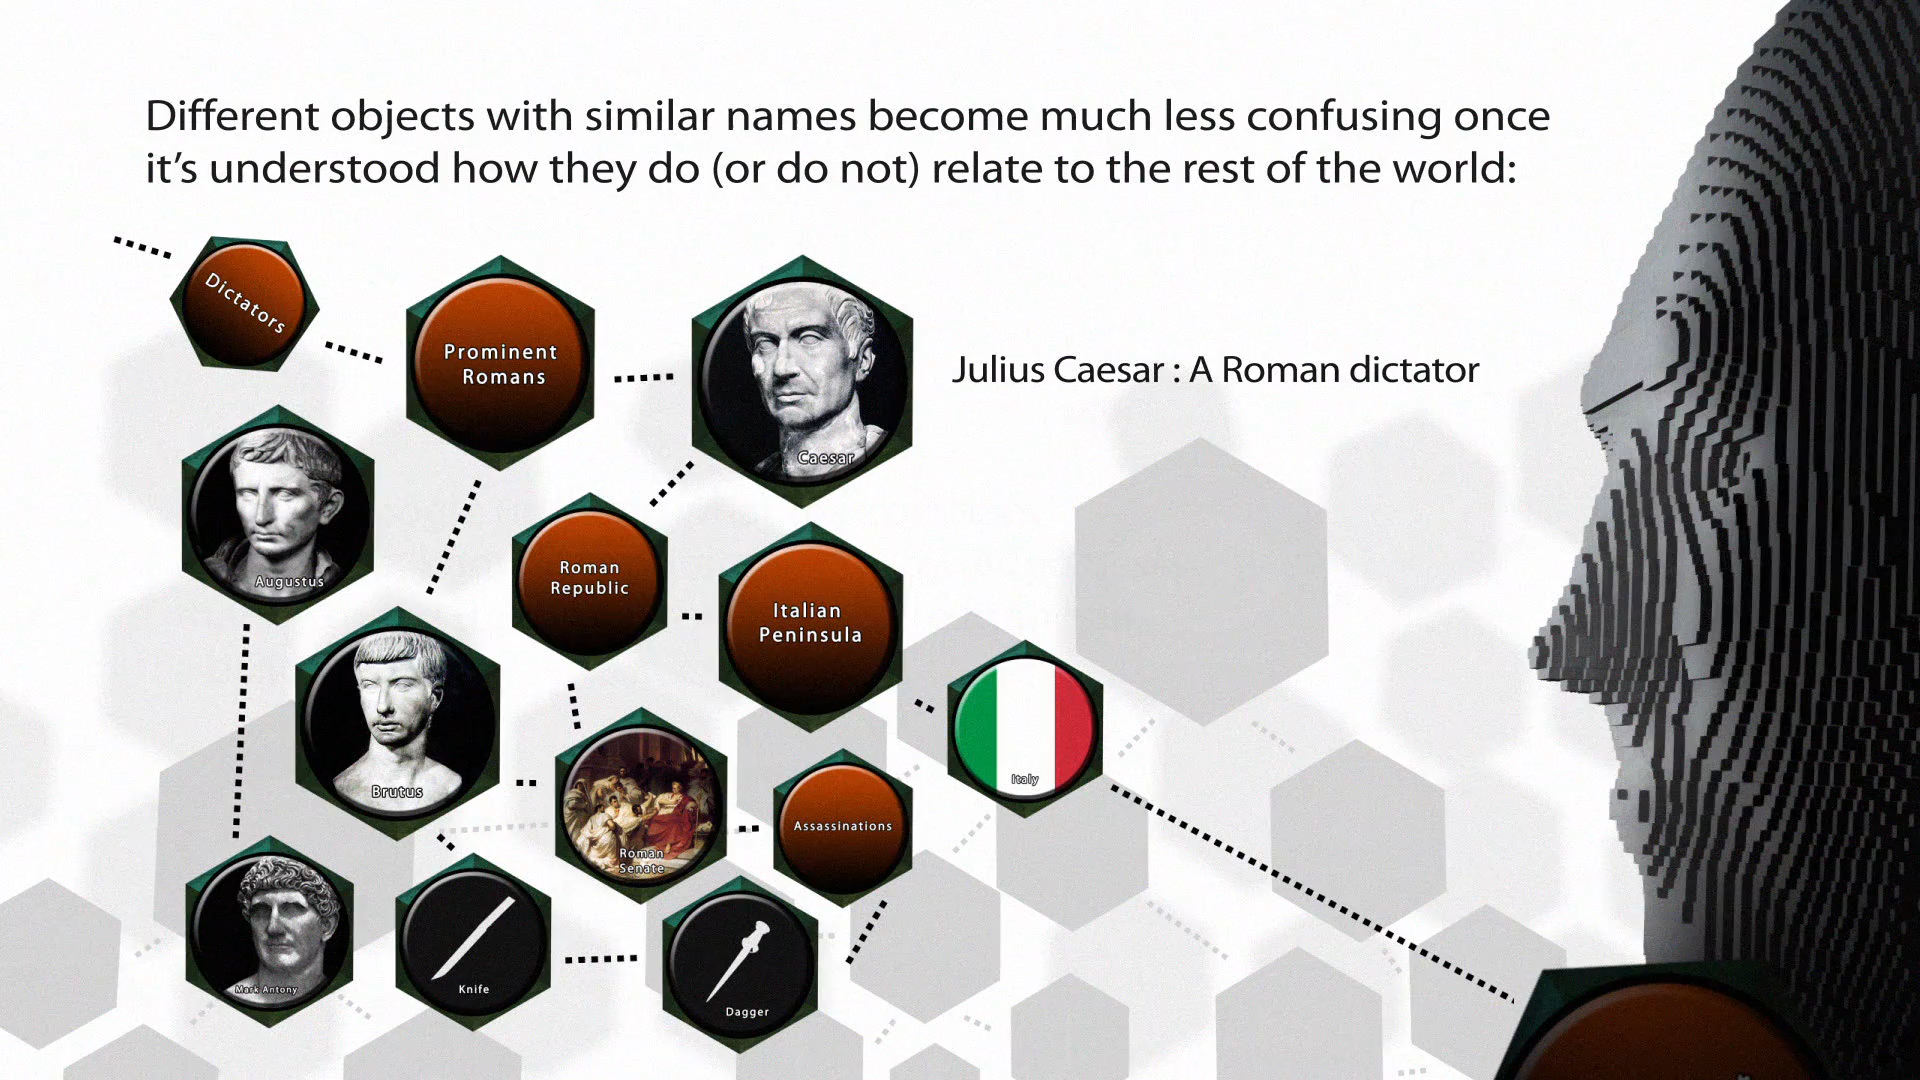 Different objects with similar names become much less confusing once
it’s understood how they do (or do not) relate to the rest of the world:
Dictators
Prominent
Romans
Caesar
Julius Caesar : A Roman dictator
Augustus
Roman
Republic
Italian
Peninsula
Brutus
Italy
Roman
Senate
Assassinations
Mark Antony
Knife
Dagger